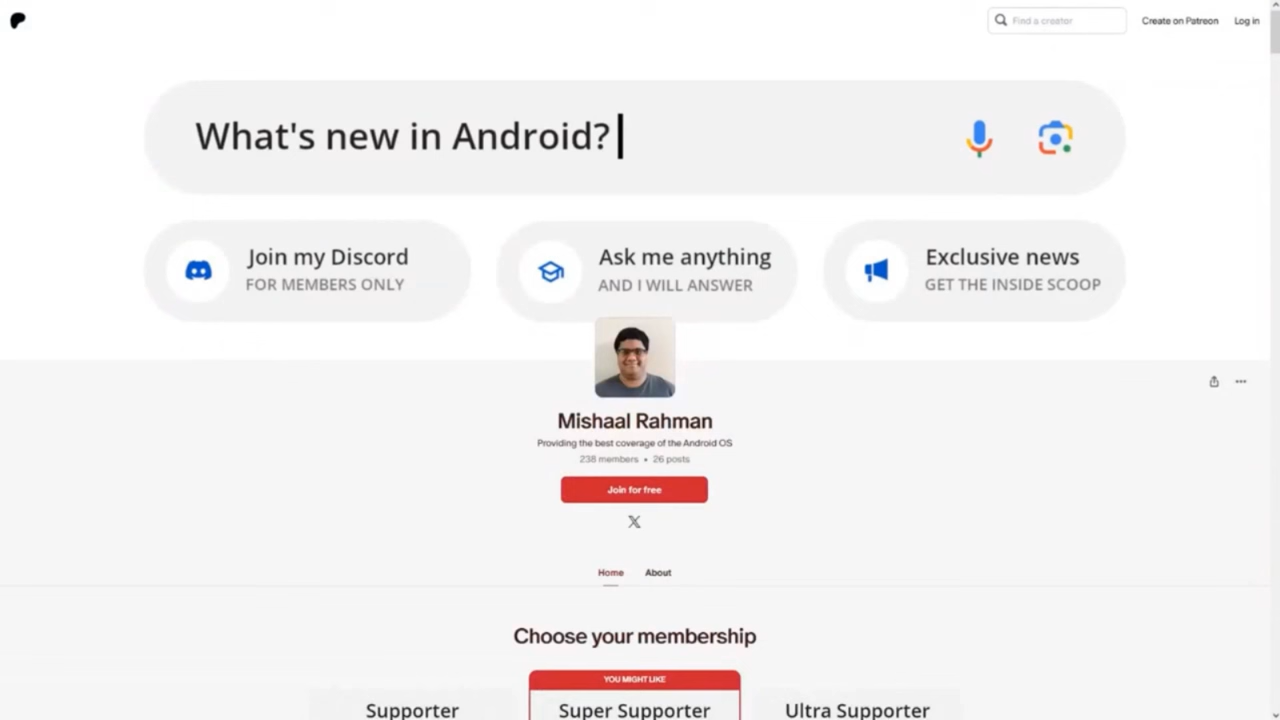 Find a creator
Create on Patreon
Log in
What's new in Android?
Join my Discord
FOR MEMBERS ONLY
Ask me anything
AND I WILL ANSWER
Exclusive news
GET THE INSIDE SCOOP
Mishaal Rahman
Providing the best coverage of the Android OS
238 members • 26 posts
Join for free
Home
About
Choose your membership
YOU MIGHT LIKE
Supporter
Super Supporter
Ultra Supporter